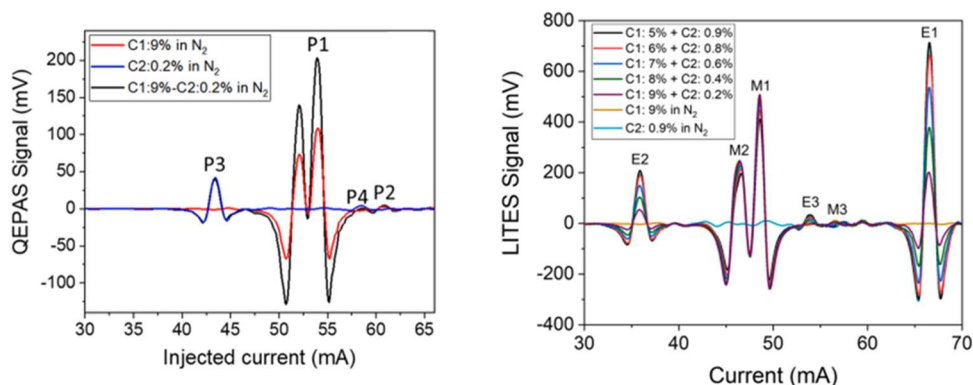 QEPAS Signal (mV)
200
150
100
50
0
-50
-100
C1:9% in N₂
C2:0.2% in N₂
C1:9%-C2:0.2% in N₂
P1
P3
P4
P2
30 35 40 45 50 55 60 65
Injected current (mA)
LITES Signal (mV)
800
600
400
200
0
-200
-400
C1: 5% + C2: 0.9%
C1: 6% + C2: 0.8%
C1: 7% + C2: 0.6%
C1: 8% + C2: 0.4%
C1: 9% + C2: 0.2%
C1: 9% in N₂
C2: 0.9% in N₂
E1
M1
M2
E2
E3
M3
30 40 50 60 70
Current (mA)